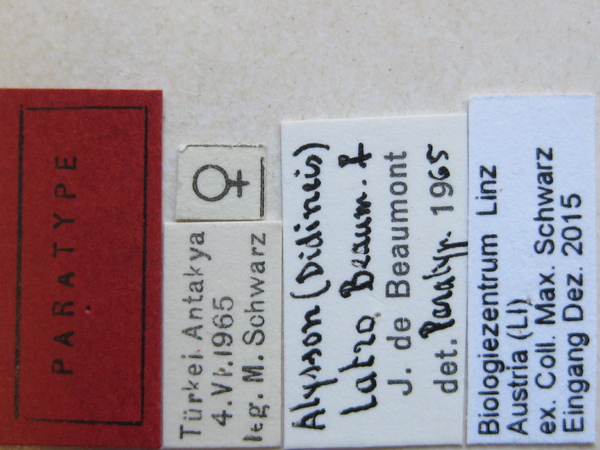 PARATYPE
♀
Türkei. Antakya
4.VI.1965
ltg. M. Schwarz
Alysson (Didineis)
latro Beaum. ♀
J. de Beaumont
det. Paratyp. 1965
Biologiezentrum Linz
Austria (LI)
ex. Coll. Max. Schwarz
Eingang Dez. 2015